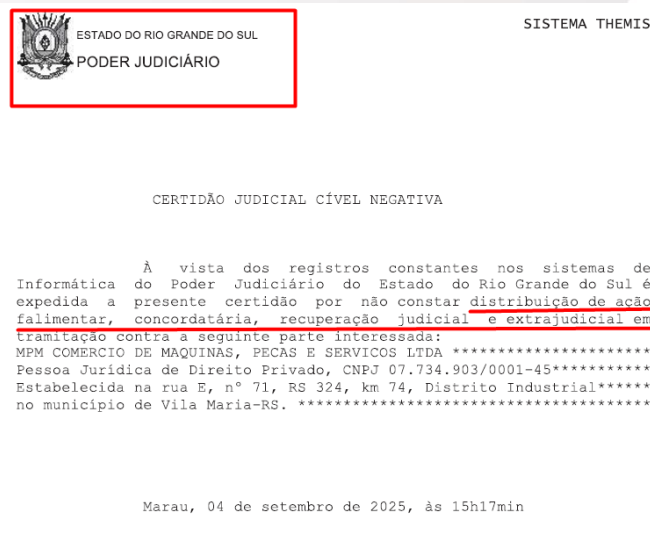 SISTEMA THEMIS
ESTADO DO RIO GRANDE DO SUL
PODER JUDICIÁRIO
CERTIDÃO JUDICIAL CÍVEL NEGATIVA
À vista dos registros constantes nos sistemas de
Informática do Poder Judiciário do Estado do Rio Grande do Sul é
expedida a presente certidão por não constar distribuição de ação
falimentar, concordatária, recuperação judicial e extrajudicial em
tramitação contra a seguinte parte interessada:
MPM COMERCIO DE MAQUINAS, PECAS E SERVICOS LTDA **********************
Pessoa Jurídica de Direito Privado, CNPJ 07.734.903/0001-45***********
Estabelecida na rua E, nº 71, RS 324, km 74, Distrito Industrial******
no município de Vila Maria-RS. ***************************************
Marau, 04 de setembro de 2025, às 15h17min